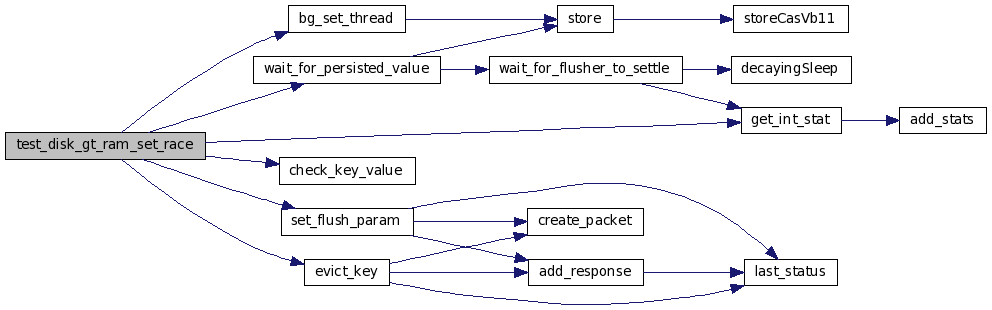 bg_set_thread
store
storeCasVb11
wait_for_persisted_value
wait_for_flusher_to_settle
decayingSleep
get_int_stat
add_stats
test_disk_gt_ram_set_race
check_key_value
set_flush_param
create_packet
evict_key
add_response
last_status